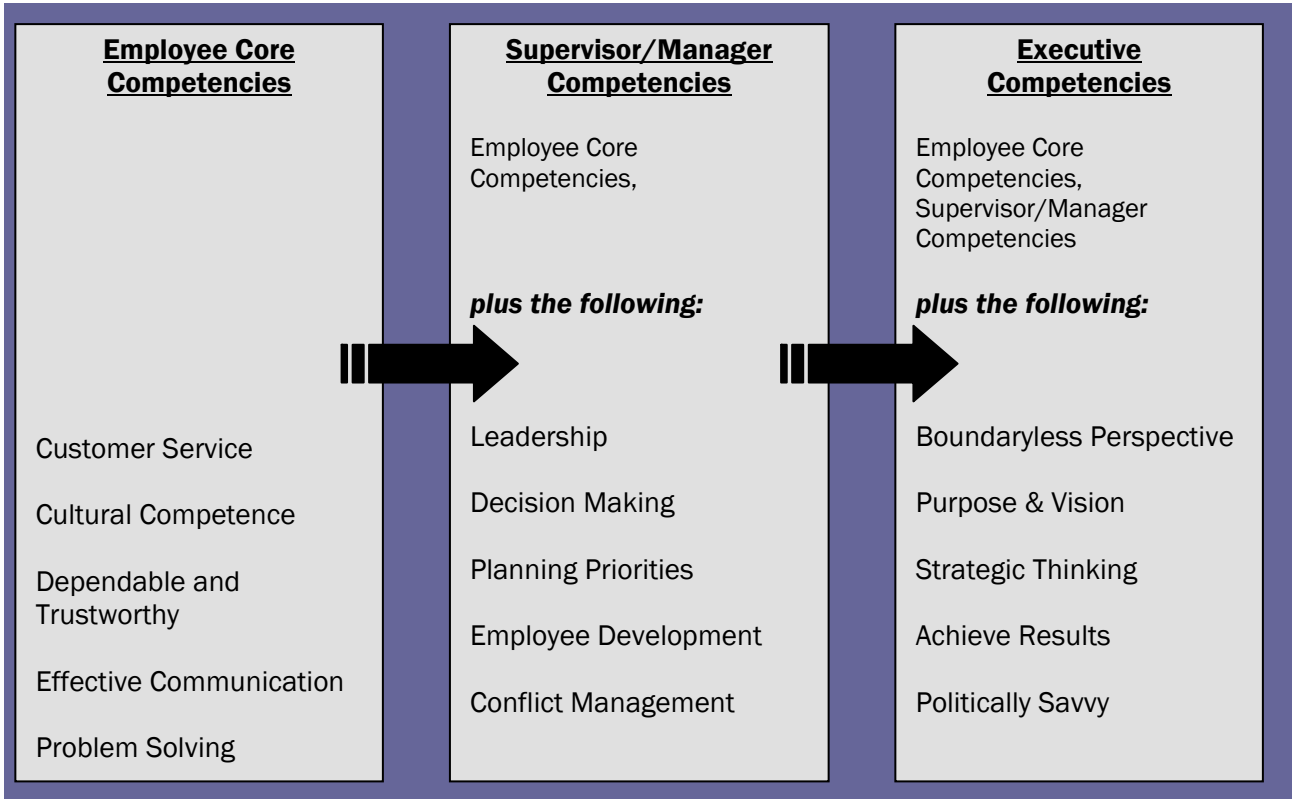 Employee Core
Competencies
Customer Service
Cultural Competence
Dependable and
Trustworthy
Effective Communication
Problem Solving
Supervisor/Manager
Competencies
Employee Core
Competencies,
plus the following:
Leadership
Decision Making
Planning Priorities
Employee Development
Conflict Management
Executive
Competencies
Employee Core
Competencies,
Supervisor/Manager
Competencies
plus the following:
Boundaryless Perspective
Purpose & Vision
Strategic Thinking
Achieve Results
Politically Savvy